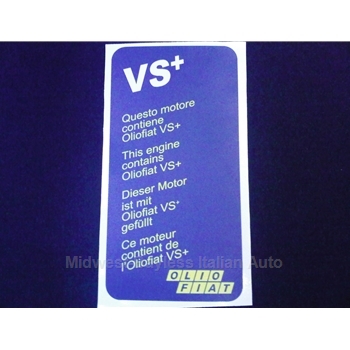 VS+
Questo motore
contiene
Oliofiat VS+
This engine
contains
Oliofiat VS+
Dieser Motor
ist mit
Oliofiat VS+
gefüllt
Ce moteur
contient de
l'Oliofiat VS+
Midwest-Bayless Italian Auto
OLIO
FIAT